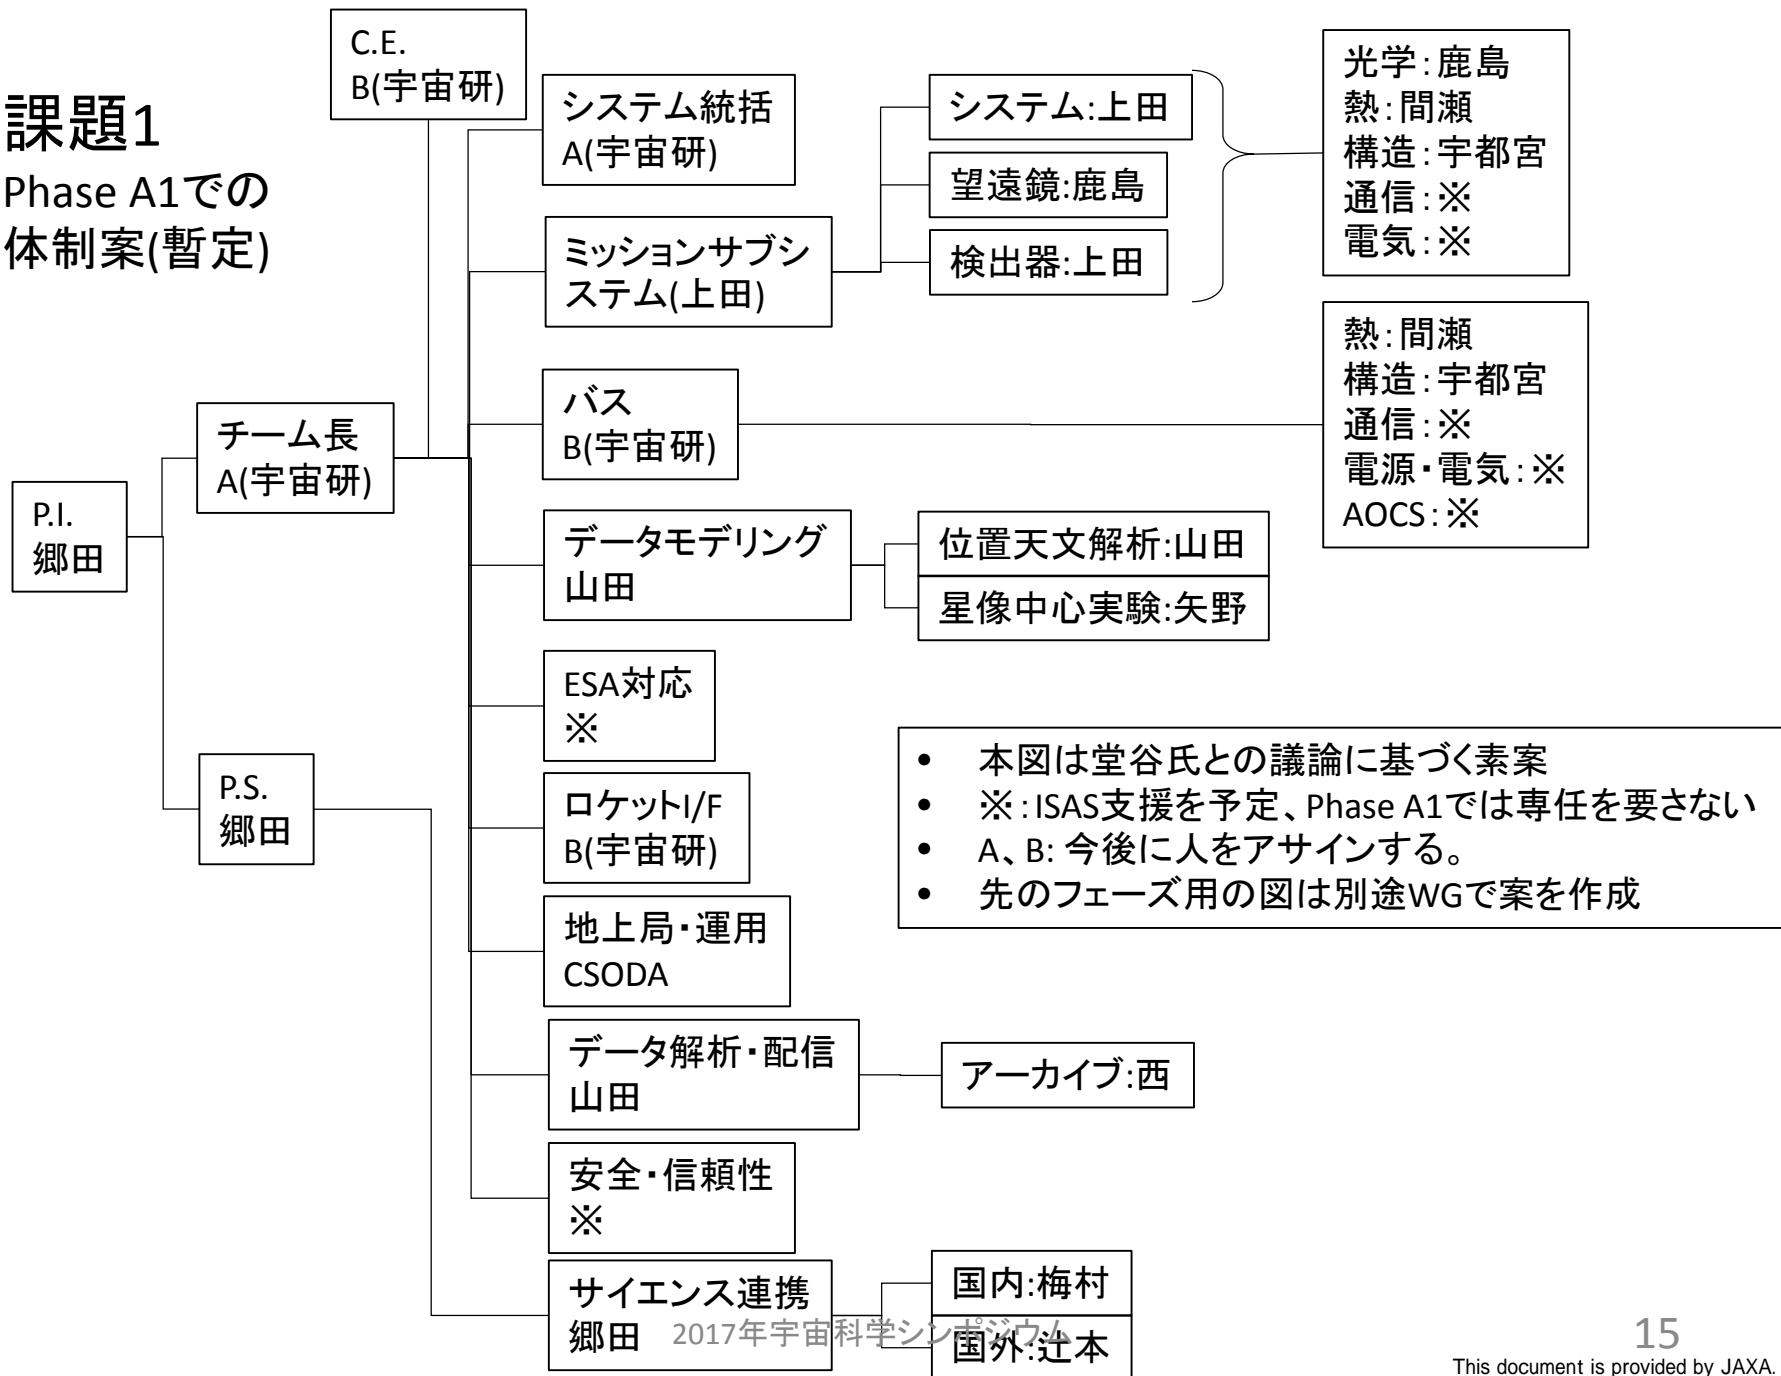 課題1
Phase A1での
体制案(暫定)
C.E.
B(宇宙研)
システム統括
A(宇宙研)
システム:上田
望遠鏡:鹿島
検出器:上田
光学:鹿島
熱:間瀬
構造:宇都宮
通信:※
電気:※
ミッションサブシ
ステム(上田)
バス
B(宇宙研)
熱:間瀬
構造:宇都宮
通信:※
電源・電気:※
AOCS:※
チーム長
A(宇宙研)
P.I.
郷田
データモデリング
山田
位置天文解析:山田
星像中心実験:矢野
ESA対応
※
P.S.
郷田
ロケットI/F
B(宇宙研)
• 本図は堂谷氏との議論に基づく素案
• ※:ISAS支援を予定、Phase A1では専任を要さない
• A、B: 今後に人をアサインする。
• 先のフェーズ用の図は別途WGで案を作成
地上局・運用
CSODA
データ解析・配信
山田
アーカイブ:西
安全・信頼性
※
サイエンス連携
郷田
国内:梅村
国外:辻本
2017年宇宙科学シンポジウム
15
This document is provided by JAXA.